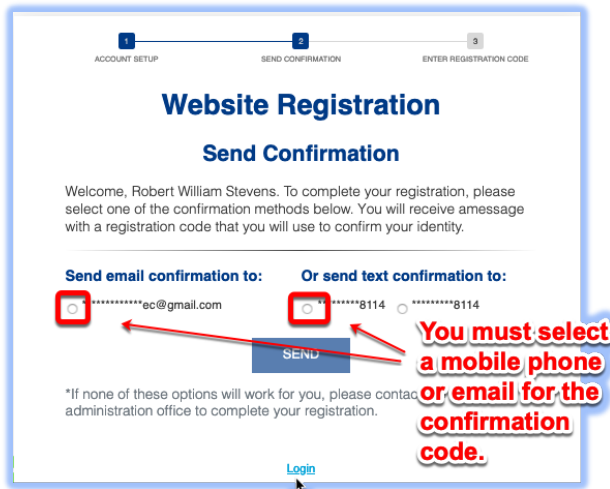 1 2 3
ACCOUNT SETUP SEND CONFIRMATION ENTER REGISTRATION CODE
Website Registration
Send Confirmation
Welcome, Robert William Stevens. To complete your registration, please
select one of the confirmation methods below. You will receive amessage
with a registration code that you will use to confirm your identity.
Send email confirmation to: Or send text confirmation to:
************ec@gmail.com *********8114 *********8114
SEND
You must select
a mobile phone
or email for the
confirmation
code.
*If none of these options will work for you, please
administration office to complete your registration.
Login